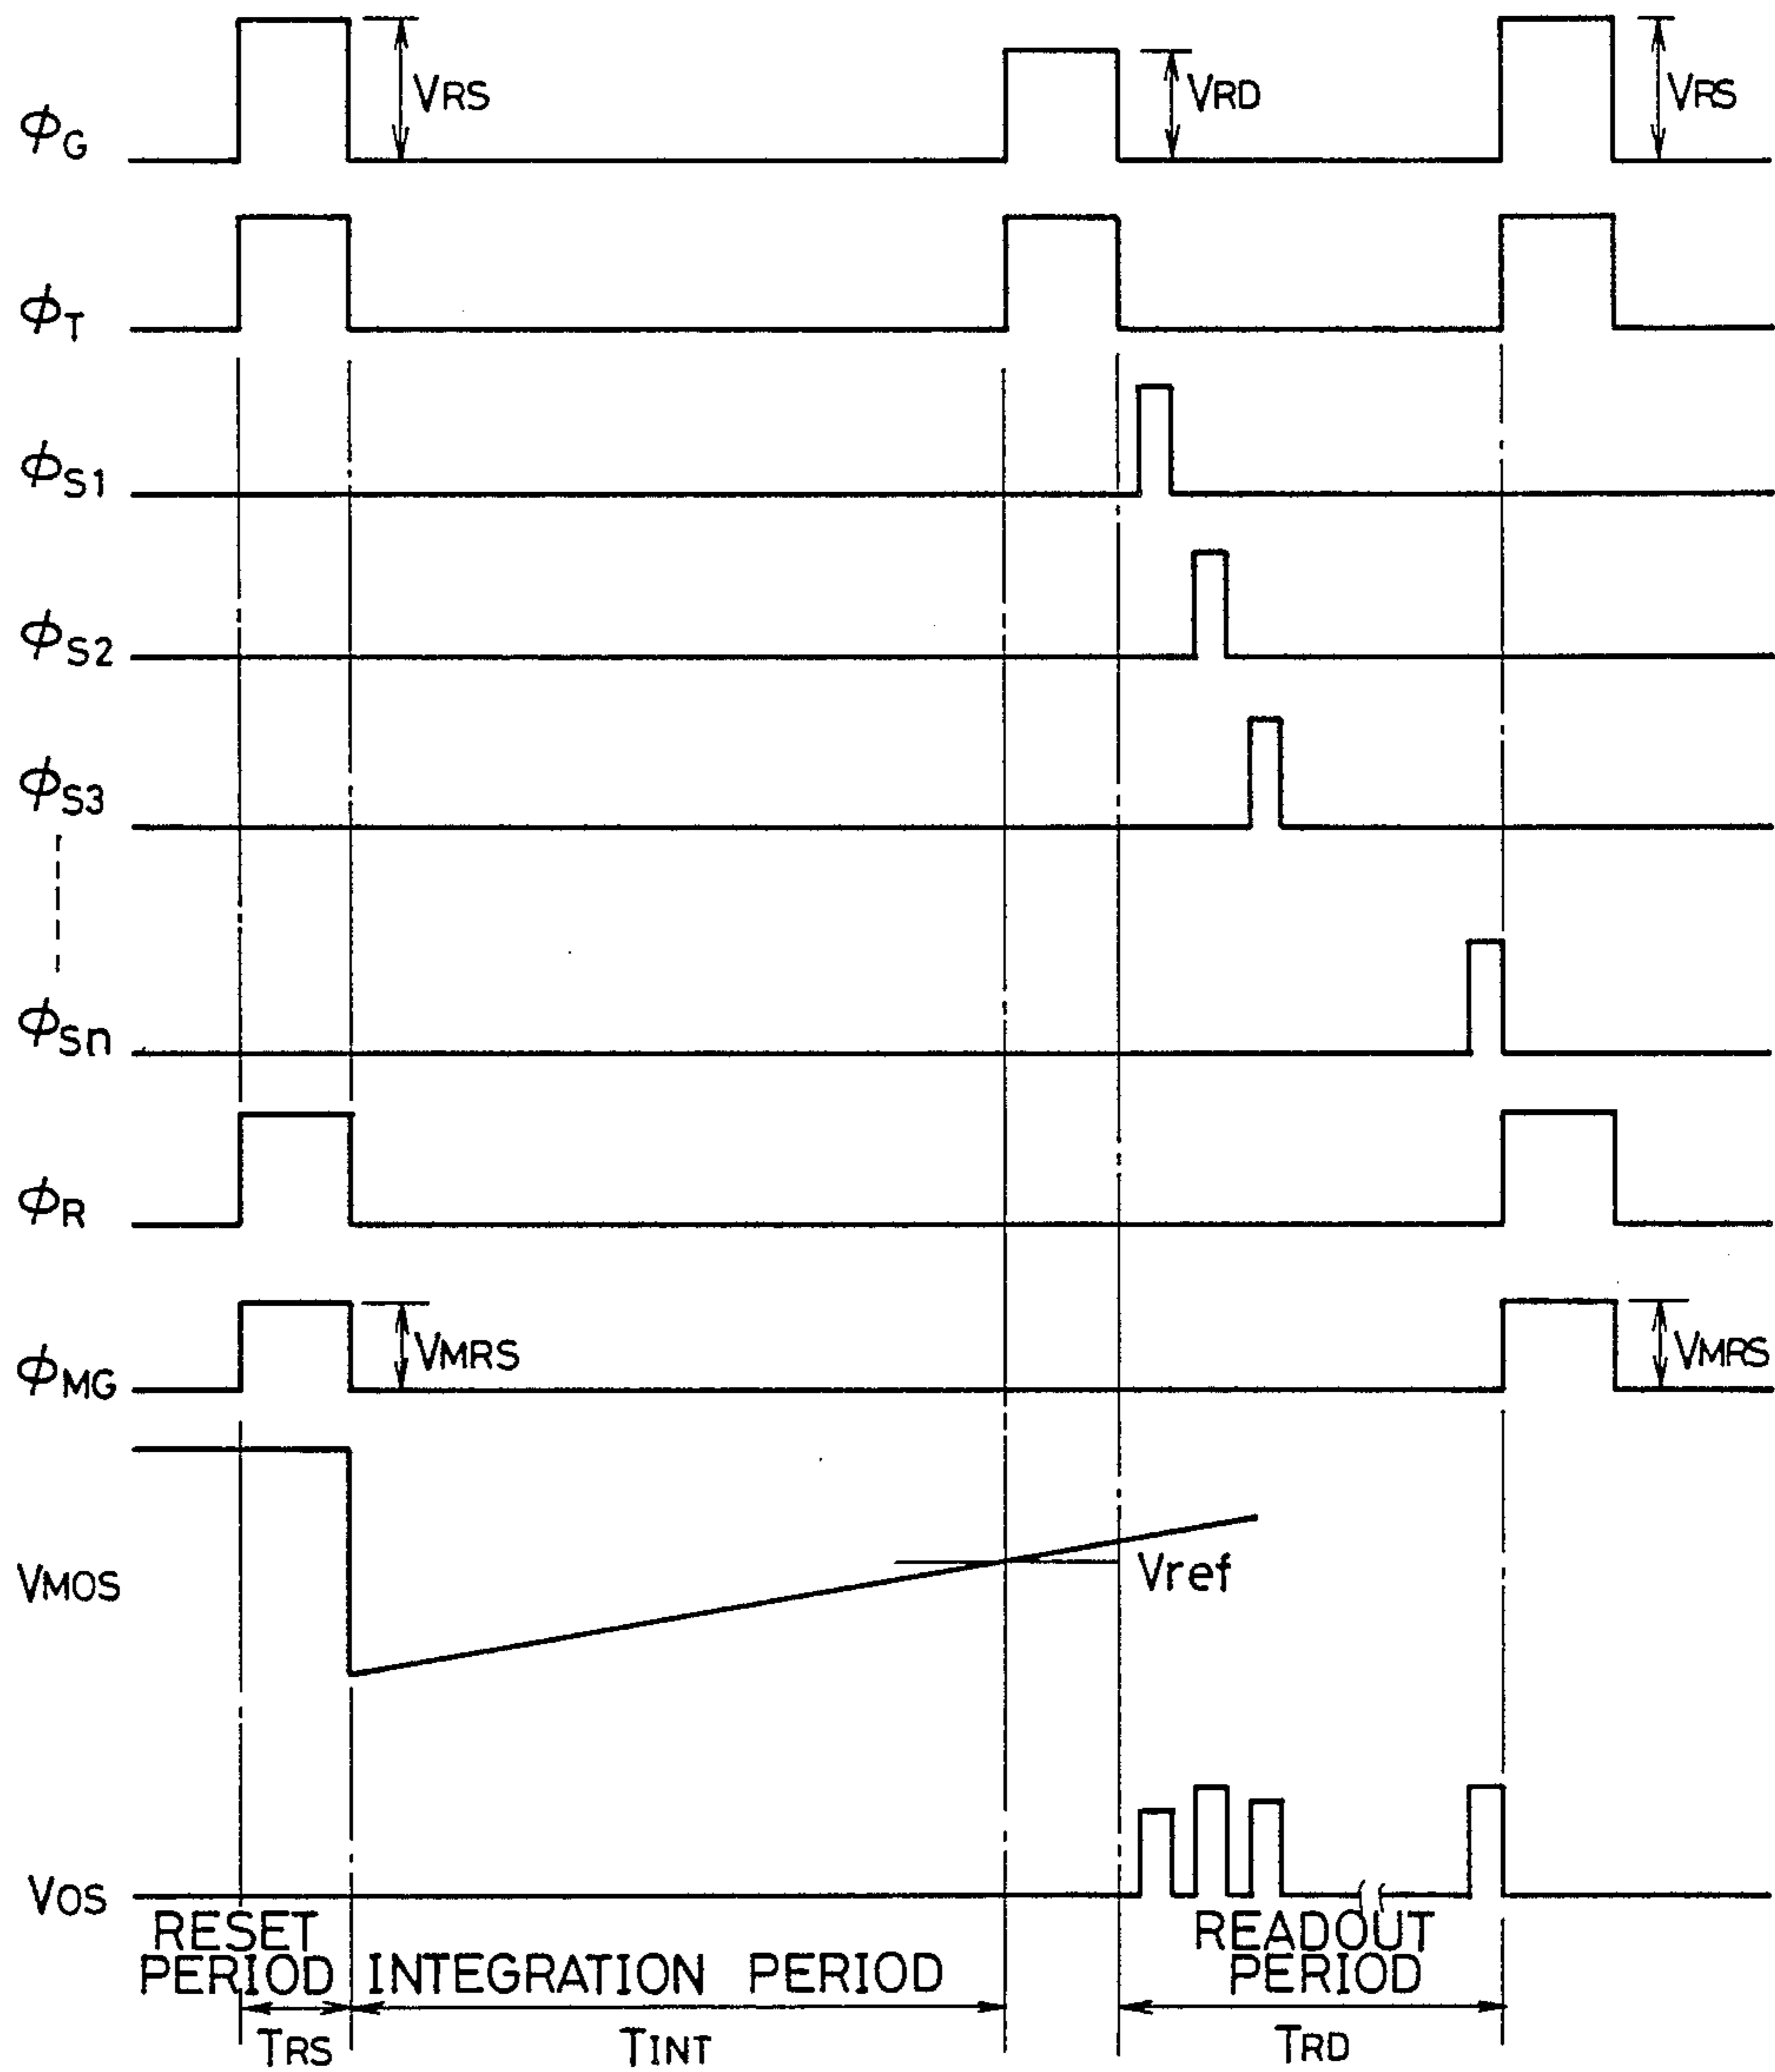 VRS
VRD
VRS
ϕG
ϕT
ϕS1
ϕS2
ϕS3
ϕSn
ϕR
VMRS
VMRS
ϕMG
VMOS
Vref
VOS
RESET PERIOD
INTEGRATION PERIOD
READOUT PERIOD
TRS
TINT
TRD